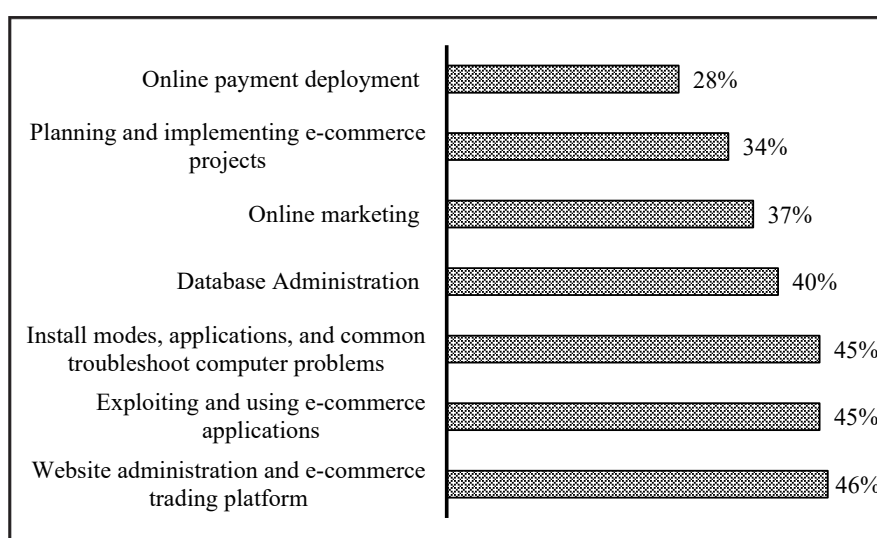 Online payment deployment
28%
Planning and implementing e-commerce
projects
34%
Online marketing
37%
Database Administration
40%
Install modes, applications, and common
troubleshoot computer problems
45%
Exploiting and using e-commerce
applications
45%
Website administration and e-commerce
trading platform
46%